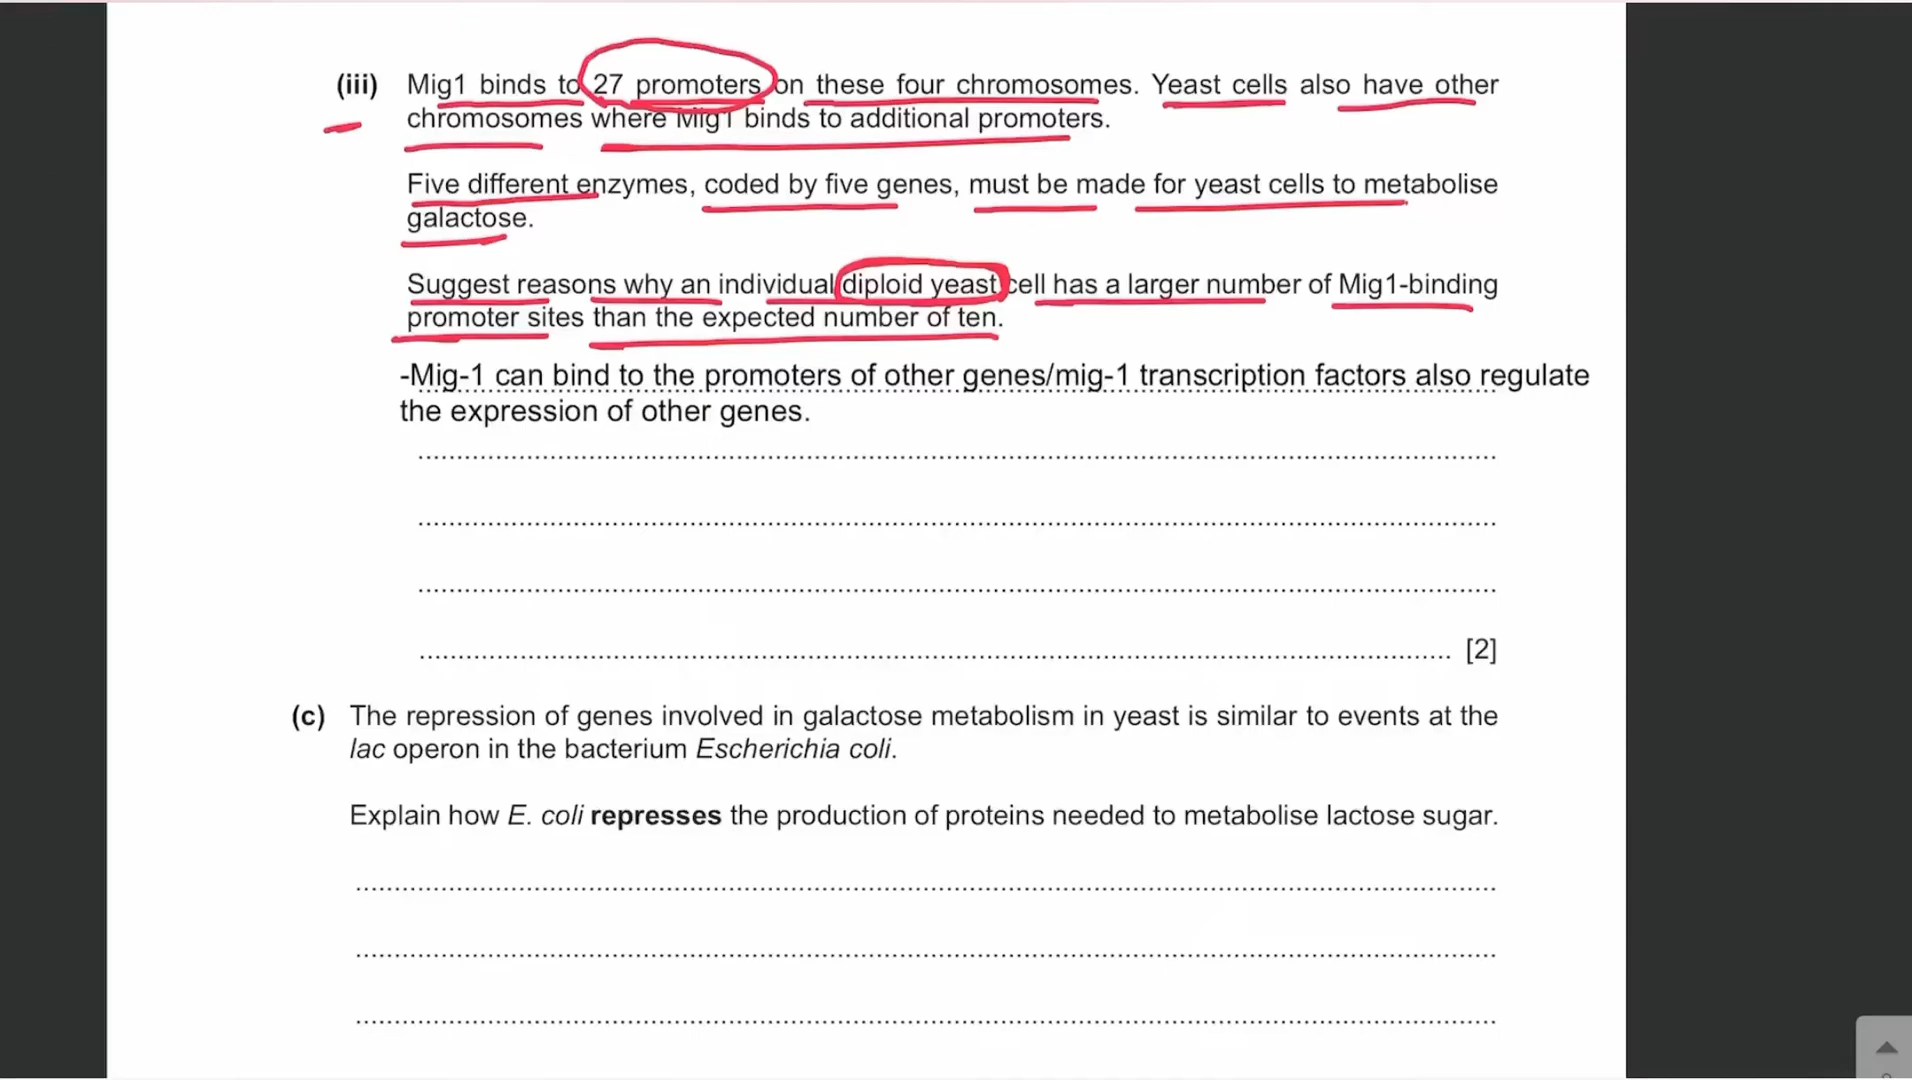 (iii) Mig1 binds to 27 promoters on these four chromosomes. Yeast cells also have other
chromosomes where Mig1 binds to additional promoters.
Five different enzymes, coded by five genes, must be made for yeast cells to metabolise
galactose.
Suggest reasons why an individual diploid yeast cell has a larger number of Mig1-binding
promoter sites than the expected number of ten.
-Mig-1 can bind to the promoters of other genes/mig-1 transcription factors also regulate
the expression of other genes.
[2]
(c) The repression of genes involved in galactose metabolism in yeast is similar to events at the
lac operon in the bacterium Escherichia coli.
Explain how E. coli represses the production of proteins needed to metabolise lactose sugar.